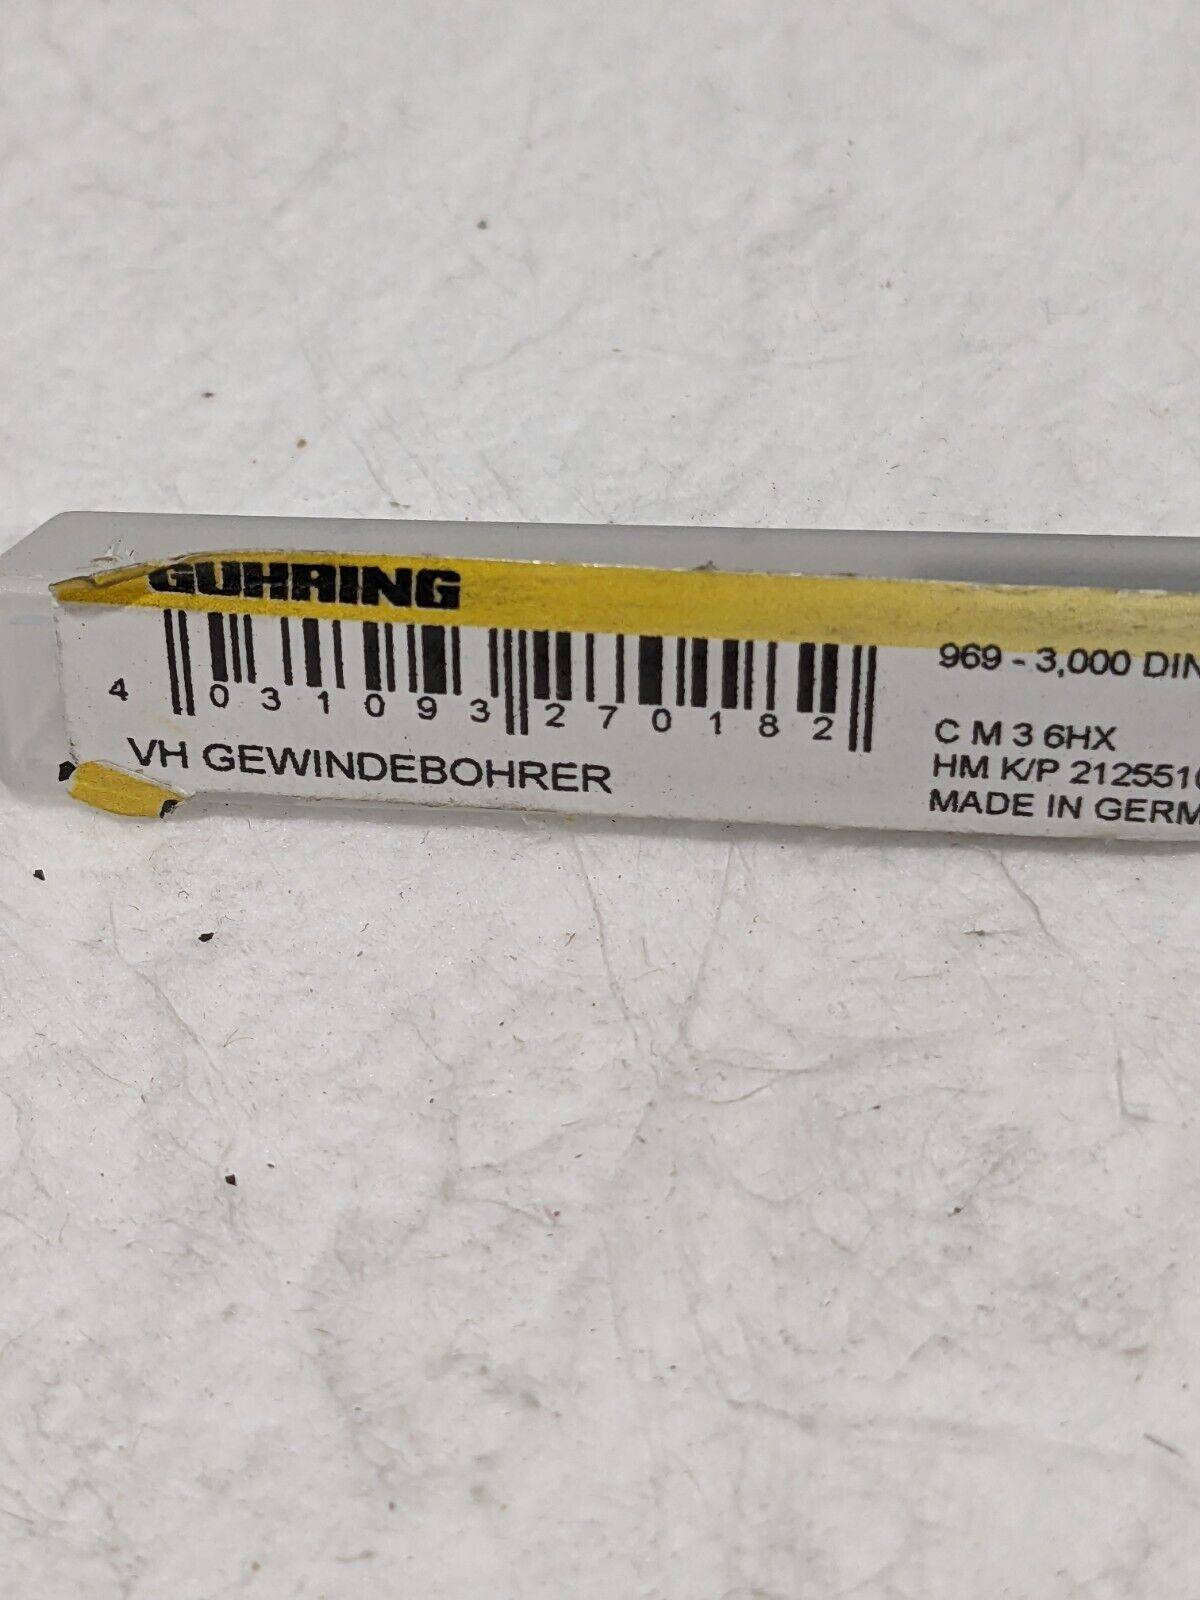 GUHRING
4 031093 270182
VH GEWINDEBOHRER
969 - 3,000 DIN
C M 3 6HX
HM K/P 212551
MADE IN GERM